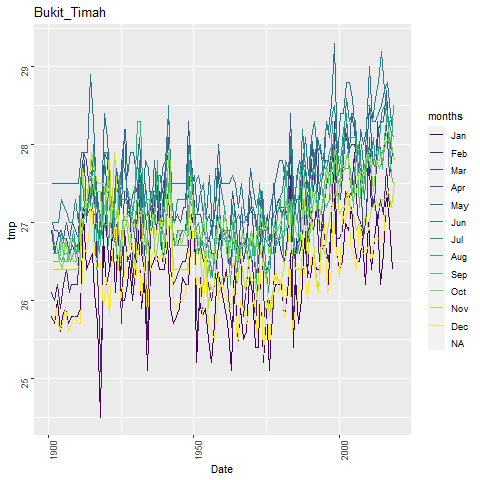 Bukit_Timah
tmp
29
28
27
26
25
1900
1950
2000
Date
months
Jan
Feb
Mar
Apr
May
Jun
Jul
Aug
Sep
Oct
Nov
Dec
NA